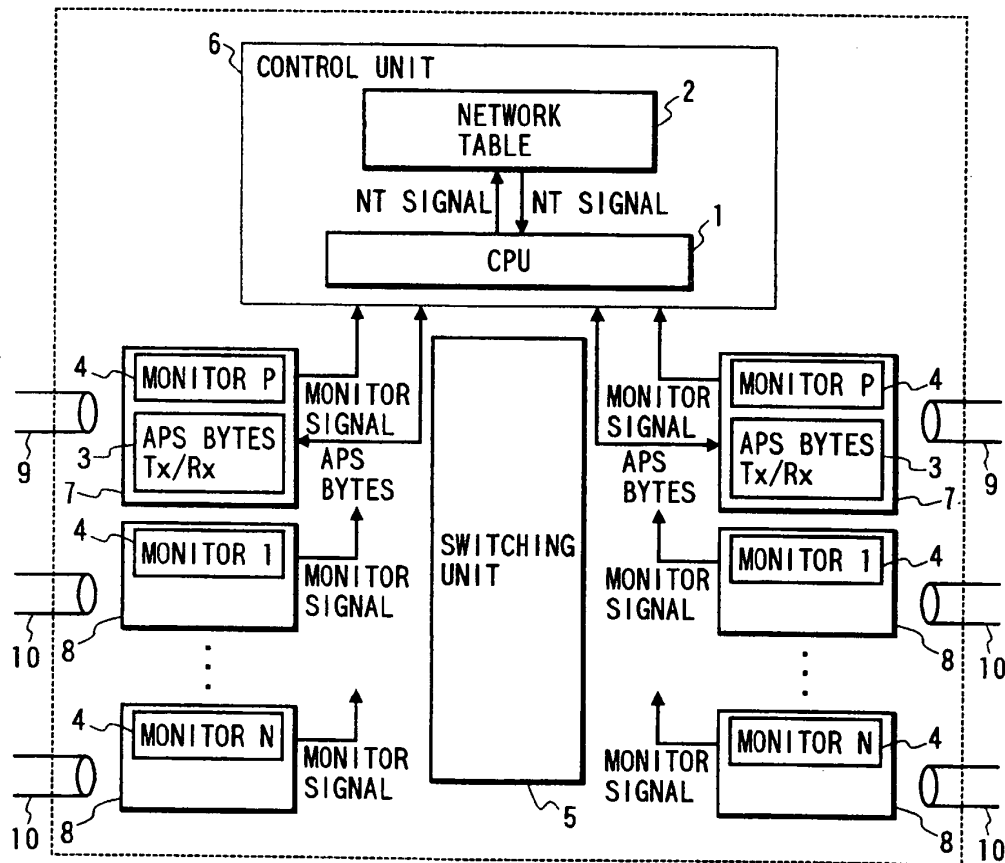 6
CONTROL UNIT
2
NETWORK
TABLE
NT SIGNAL
NT SIGNAL
1
CPU
4
MONITOR P
MONITOR
SIGNAL
3
APS BYTES
Tx/Rx
APS
BYTES
9
7
4
MONITOR 1
MONITOR
SIGNAL
10
8
4
MONITOR N
MONITOR
SIGNAL
10
8
SWITCHING
UNIT
5
MONITOR P
4
MONITOR
SIGNAL
APS BYTES
Tx/Rx
3
APS
BYTES
7
9
MONITOR 1
4
MONITOR
SIGNAL
8
10
MONITOR N
4
MONITOR
SIGNAL
8
10